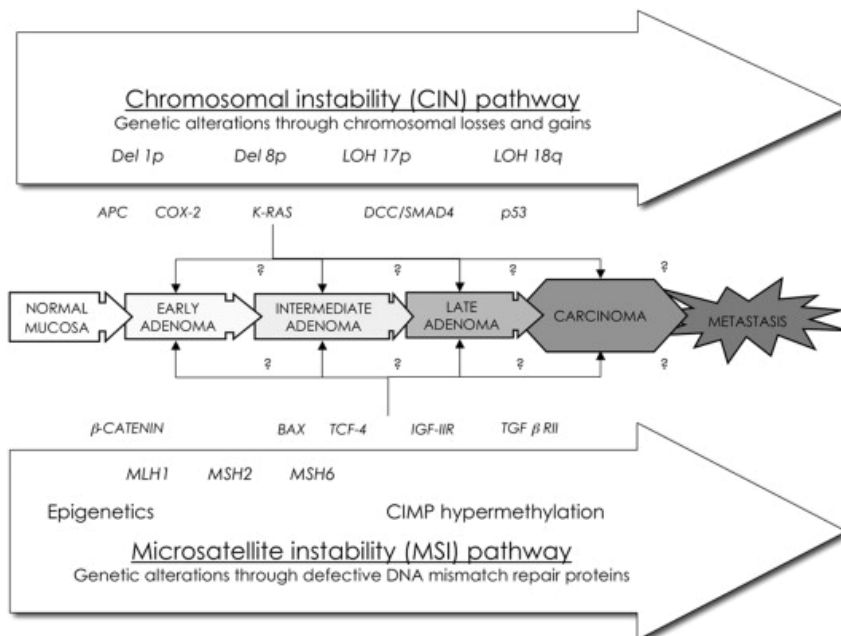 Chromosomal instability (CIN) pathway
Genetic alterations through chromosomal losses and gains
Del 1p Del 8p LOH 17p LOH 18q
APC COX-2 K-RAS DCC/SMAD4 p53
? ? ? ?
NORMAL MUCOSA
EARLY ADENOMA
INTERMEDIATE ADENOMA
LATE ADENOMA
CARCINOMA
METASTASIS
? ? ? ?
β-CATENIN BAX TCF-4 IGF-IIR TGF β RII
MLH1 MSH2 MSH6
Epigenetics CIMP hypermethylation
Microsatellite instability (MSI) pathway
Genetic alterations through defective DNA mismatch repair proteins